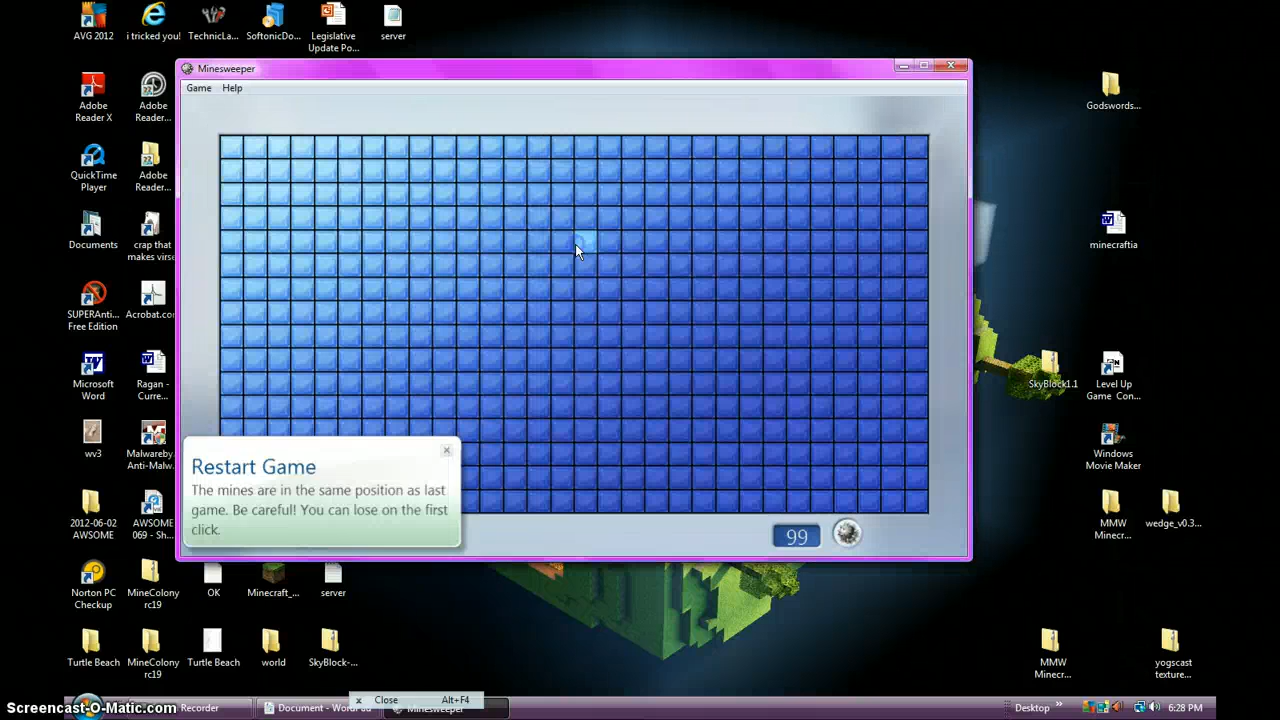 AVG 2012
i tricked you!
TechnicLa...
SoftonicDo...
Legislative
Update Po...
server
Minesweeper
Game Help
Adobe
Reader X
Adobe
Reader...
Godswords...
QuickTime
Player
Adobe
Reader...
Documents
crap that
makes virse
minecraftia
SUPERAnti...
Free Edition
Acrobat.com
Microsoft
Word
Ragan -
Curre...
SkyBlock1.1
Level Up
Game Con...
wv3
Malwareby...
Anti-Malw...
Windows
Movie Maker
Restart Game
The mines are in the same position as last
game. Be careful! You can lose on the first
click.
99
2012-06-02
AWSOME
AWSOME
069 - Sh...
MMW
Minecr...
wedge_v0.3...
Norton PC
Checkup
MineColony
rc19
OK
Minecraft_...
server
Turtle Beach
MineColony
rc19
Turtle Beach
world
SkyBlock-...
MMW
Minecr...
yogscast
texture...
Close Alt+F4
Screencast-O-Matic.com
Recorder
Document - WordPad
Minesweeper
Desktop
6:28 PM